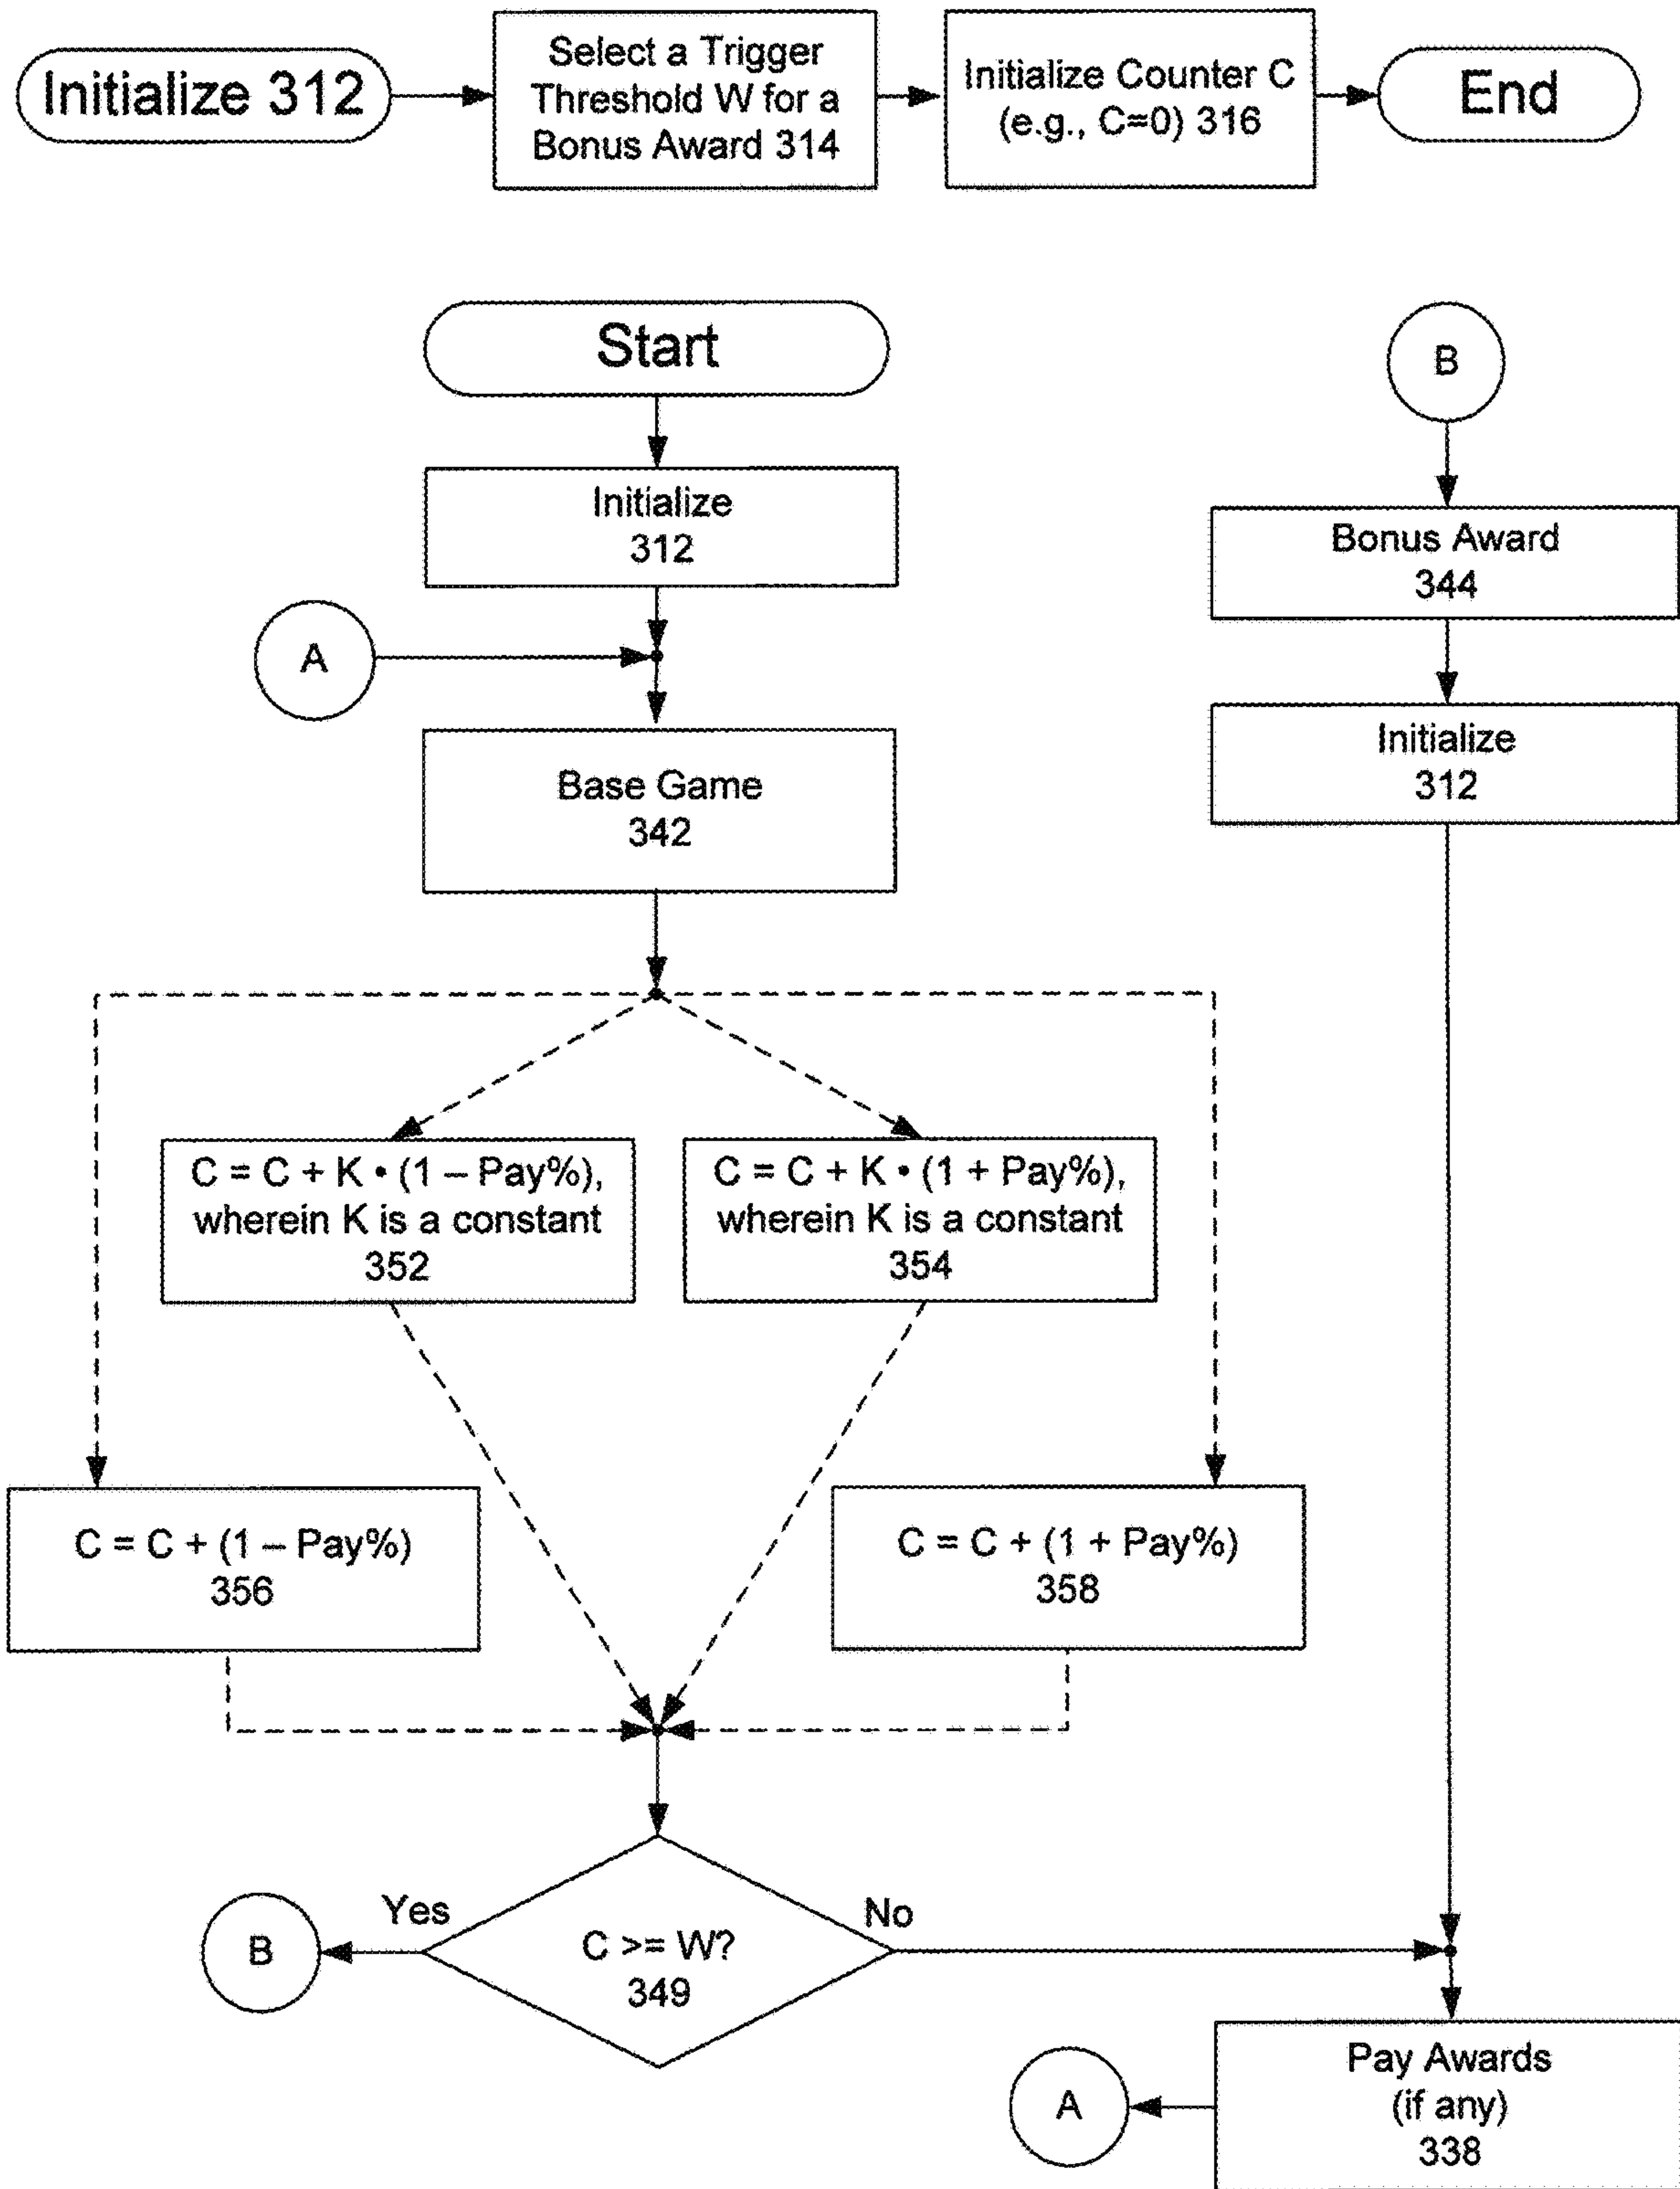 Initialize 312
Select a Trigger
Threshold W for a
Bonus Award 314
Initialize Counter C
(e.g., C=0) 316
End
Start
Initialize
312
A
Base Game
342
B
Bonus Award
344
Initialize
312
C = C + K • (1 – Pay%),
wherein K is a constant
352
C = C + K • (1 + Pay%),
wherein K is a constant
354
C = C + (1 – Pay%)
356
C = C + (1 + Pay%)
358
Yes
B
C >= W?
349
No
A
Pay Awards
(if any)
338